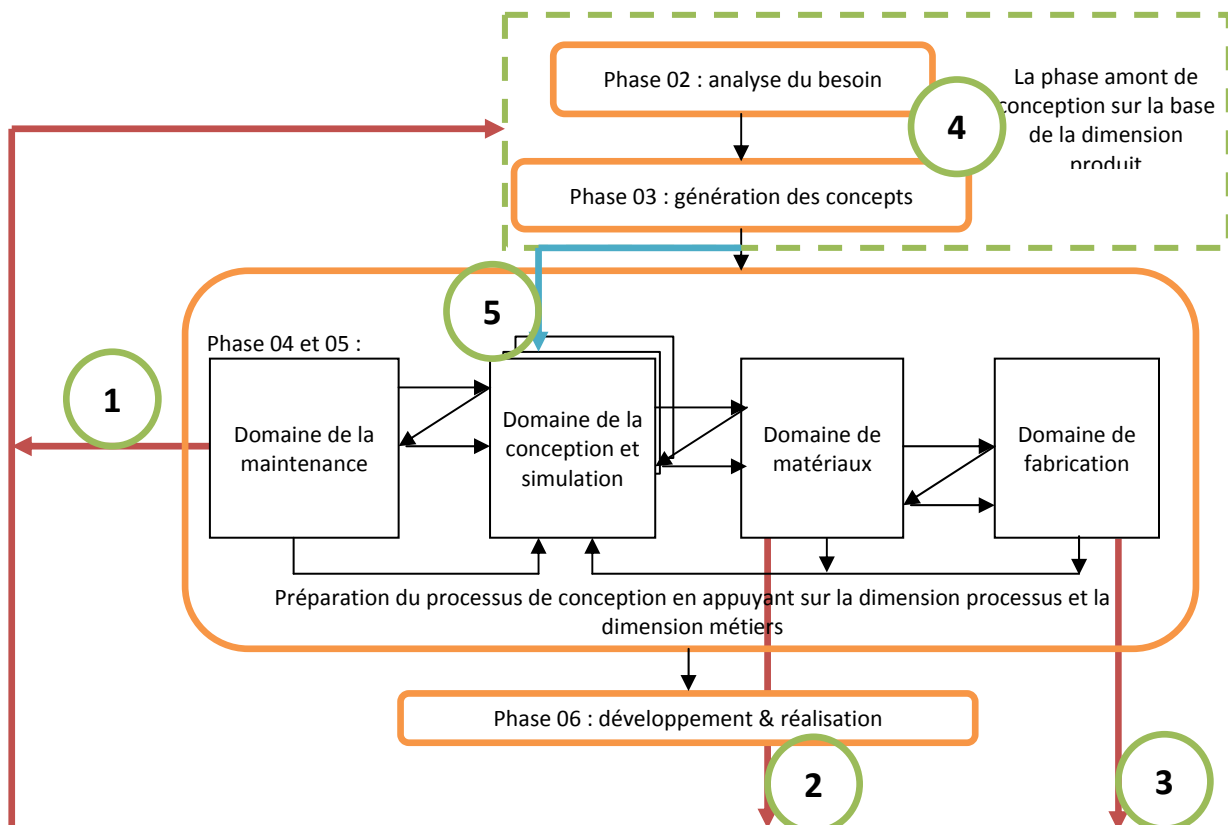 Phase 02 : analyse du besoin
La phase amont de
conception sur la base
de la dimension
produit
4
Phase 03 : génération des concepts
5
Phase 04 et 05 :
1
Domaine de la
maintenance
Domaine de la
conception et
simulation
Domaine de
matériaux
Domaine de
fabrication
Préparation du processus de conception en appuyant sur la dimension processus et la
dimension métiers
Phase 06 : développement & réalisation
2
3